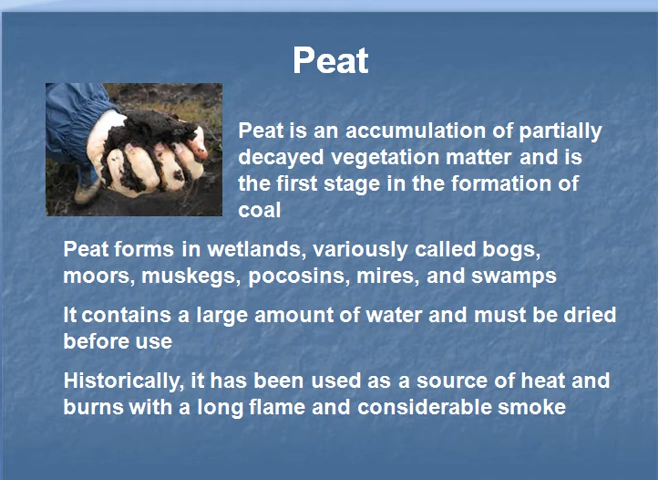 Peat
Peat is an accumulation of partially
decayed vegetation matter and is
the first stage in the formation of
coal
Peat forms in wetlands, variously called bogs,
moors, muskegs, pocosins, mires, and swamps
It contains a large amount of water and must be dried
before use
Historically, it has been used as a source of heat and
burns with a long flame and considerable smoke